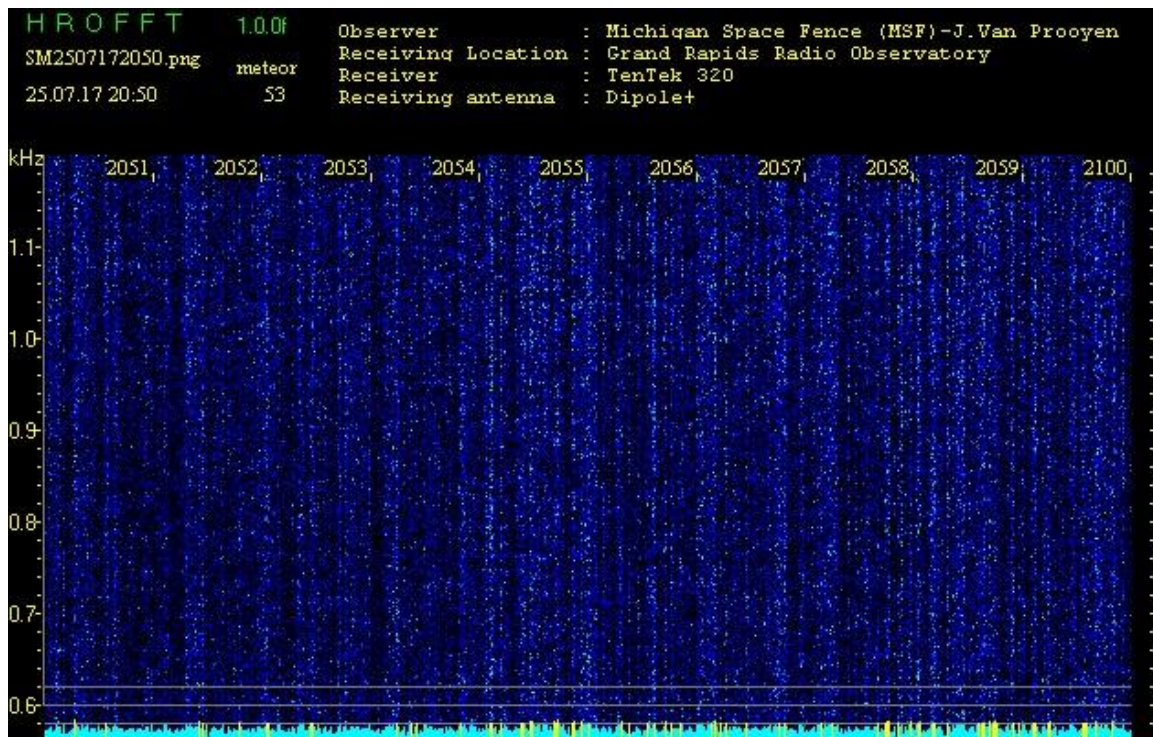 H R O F F T 1.0.0f
SM2507172050.png meteor
25.07.17 20:50 53
Observer : Michigan Space Fence (MSF)-J.Van Prooyen
Receiving Location : Grand Rapids Radio Observatory
Receiver : TenTek 320
Receiving antenna : Dipole+
kHz 2051 2052 2053 2054 2055 2056 2057 2058 2059 2100
1.1
1.0
0.9
0.8
0.7
0.6